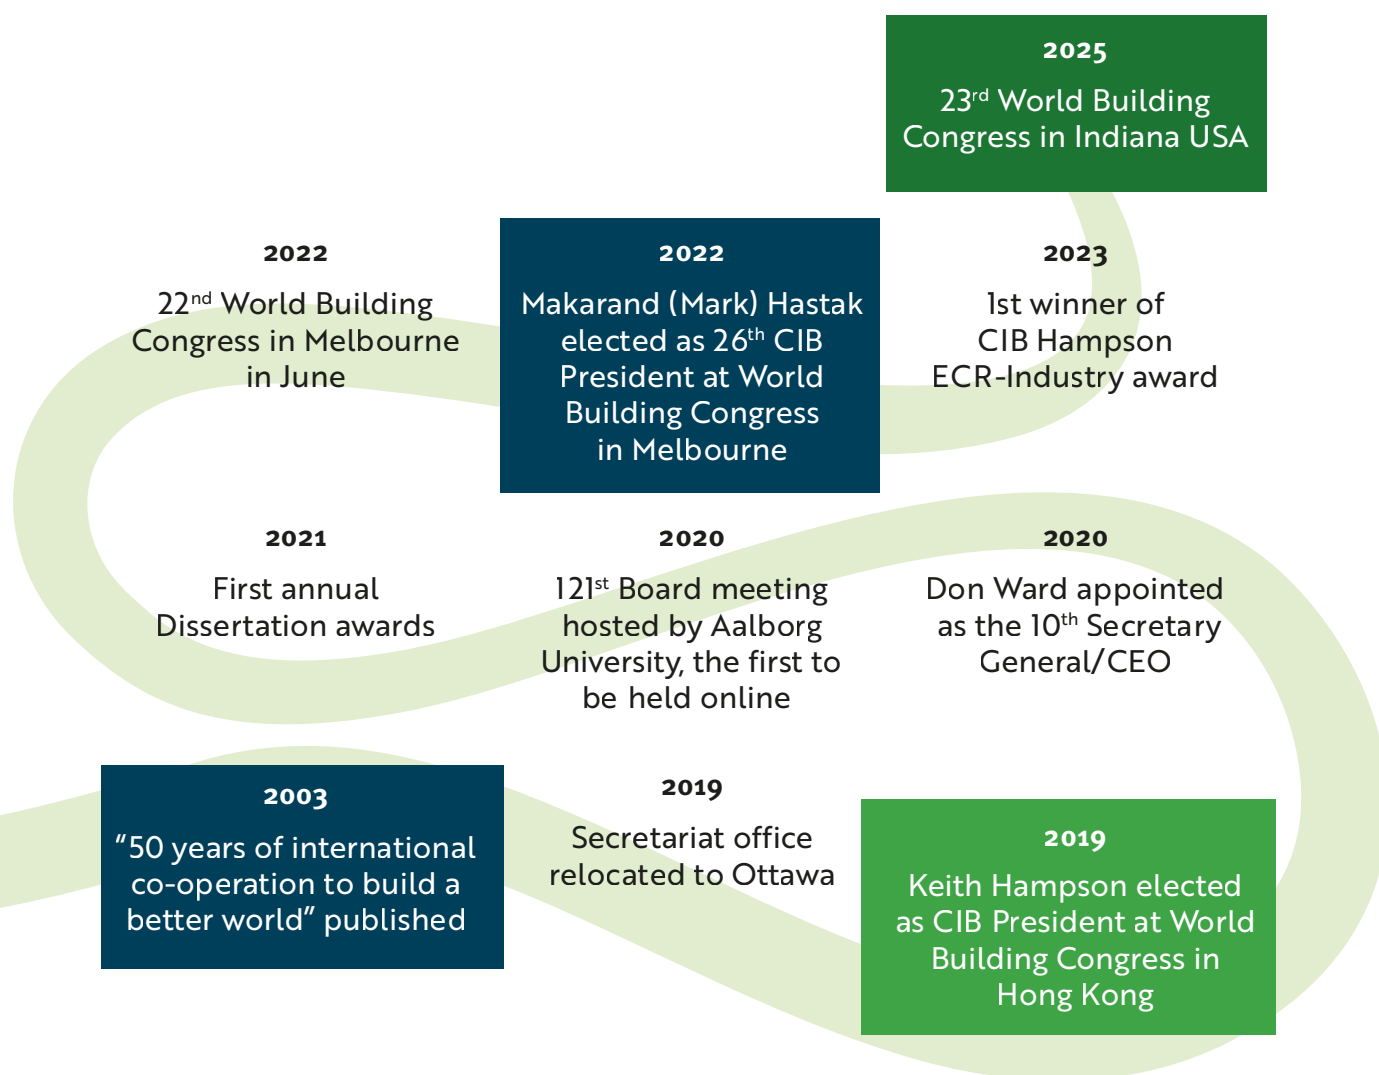 2025
23rd World Building
Congress in Indiana USA
2022
22nd World Building
Congress in Melbourne
in June
2022
Makarand (Mark) Hastak
elected as 26th CIB
President at World
Building Congress
in Melbourne
2023
1st winner of
CIB Hampson
ECR-Industry award
2021
First annual
Dissertation awards
2020
121st Board meeting
hosted by Aalborg
University, the first to
be held online
2020
Don Ward appointed
as the 10th Secretary
General/CEO
2003
“50 years of international
co-operation to build a
better world” published
2019
Secretariat office
relocated to Ottawa
2019
Keith Hampson elected
as CIB President at World
Building Congress in
Hong Kong